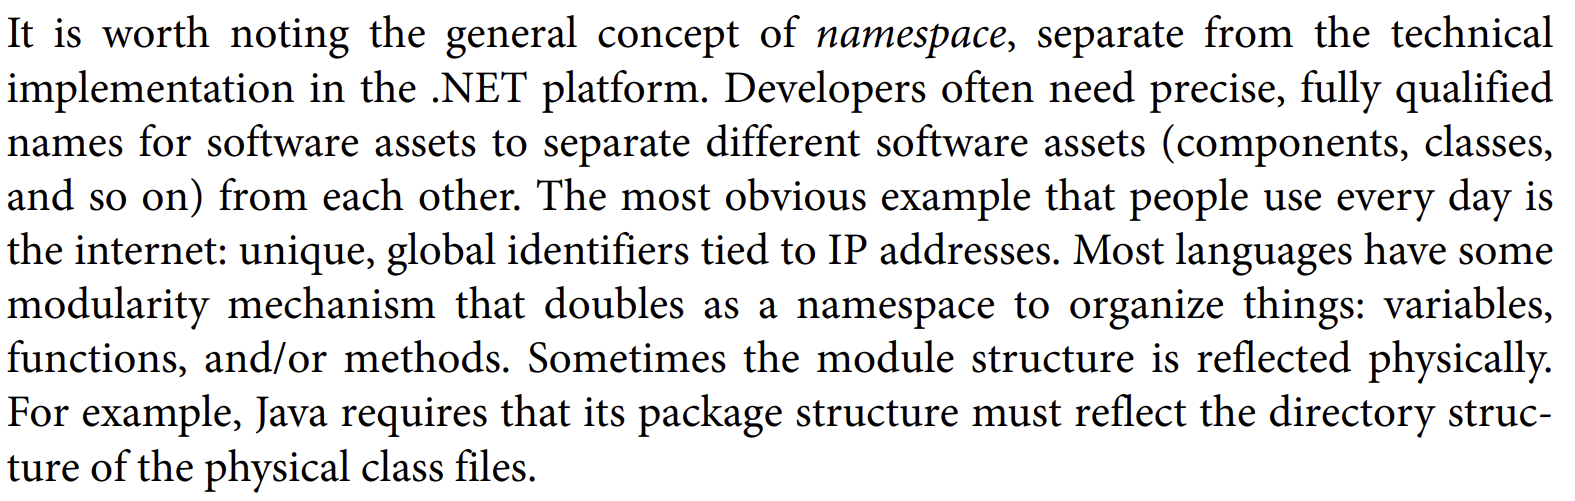 It is worth noting the general concept of namespace, separate from the technical
implementation in the .NET platform. Developers often need precise, fully qualified
names for software assets to separate different software assets (components, classes,
and so on) from each other. The most obvious example that people use every day is
the internet: unique, global identifiers tied to IP addresses. Most languages have some
modularity mechanism that doubles as a namespace to organize things: variables,
functions, and/or methods. Sometimes the module structure is reflected physically.
For example, Java requires that its package structure must reflect the directory struc-
ture of the physical class files.